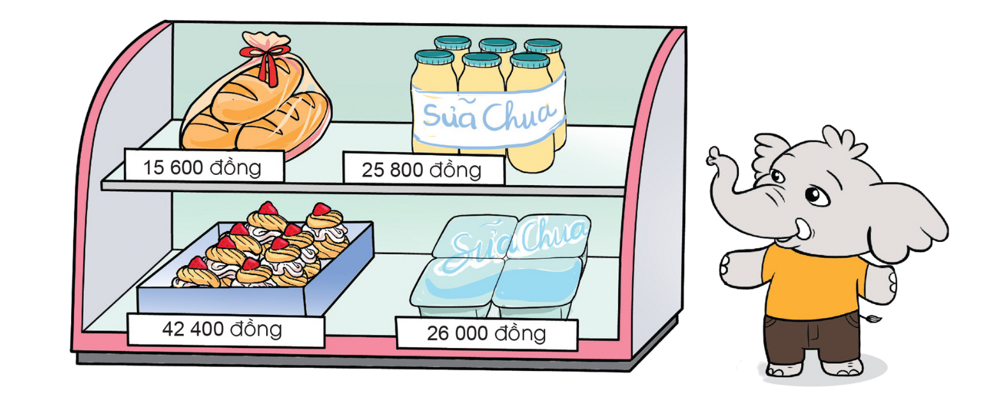 Sữa Chua
15 600 đồng
25 800 đồng
Sữa Chua
42 400 đồng
26 000 đồng